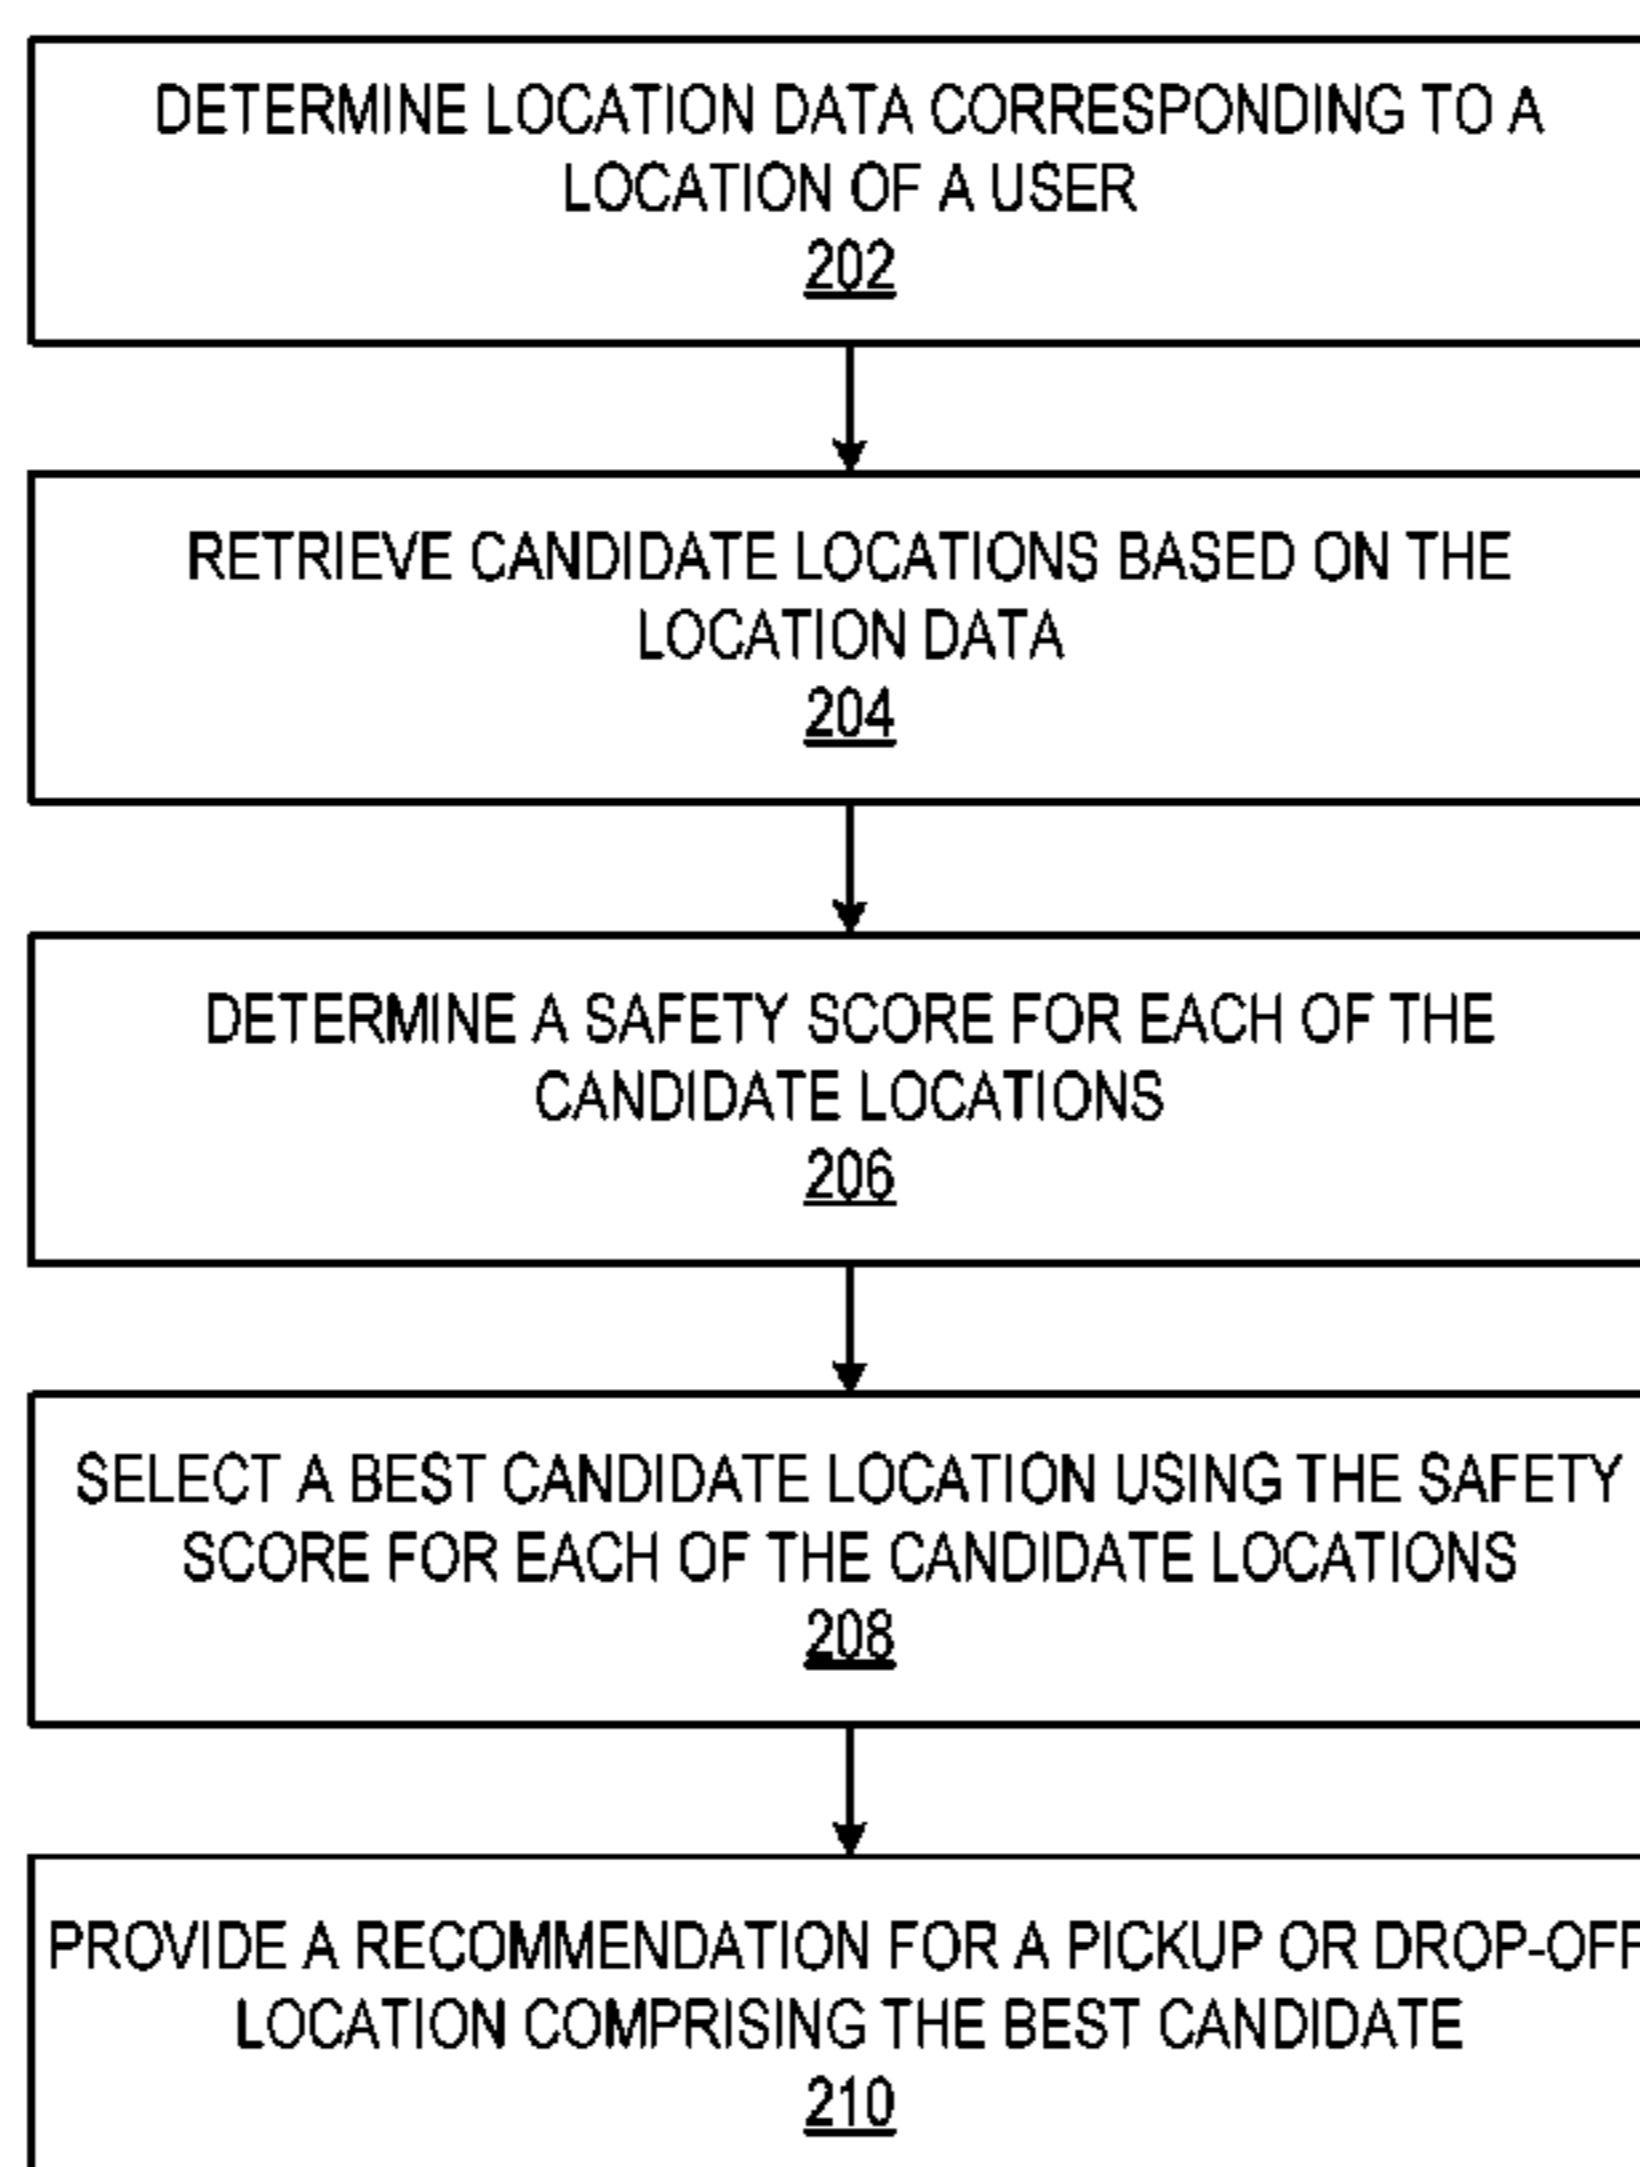 DETERMINE LOCATION DATA CORRESPONDING TO A
LOCATION OF A USER
202
RETRIEVE CANDIDATE LOCATIONS BASED ON THE
LOCATION DATA
204
DETERMINE A SAFETY SCORE FOR EACH OF THE
CANDIDATE LOCATIONS
206
SELECT A BEST CANDIDATE LOCATION USING THE SAFETY
SCORE FOR EACH OF THE CANDIDATE LOCATIONS
208
PROVIDE A RECOMMENDATION FOR A PICKUP OR DROP-OFF
LOCATION COMPRISING THE BEST CANDIDATE
210